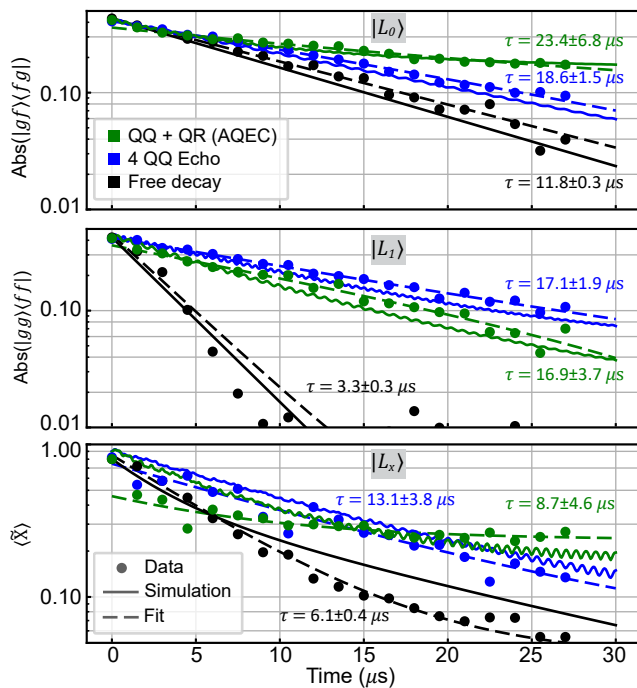 |L₀⟩
Abs(|gf⟩⟨fg|)
0.10
0.01
τ = 23.4±6.8 μs
τ = 18.6±1.5 μs
τ = 11.8±0.3 μs
QQ + QR (AQEC)
4 QQ Echo
Free decay
|L₁⟩
Abs(|gg⟩⟨ff|)
0.10
0.01
τ = 17.1±1.9 μs
τ = 3.3±0.3 μs
τ = 16.9±3.7 μs
|Lₓ⟩
⟨X̃⟩
1.00
0.10
τ = 8.7±4.6 μs
τ = 13.1±3.8 μs
τ = 6.1±0.4 μs
Data
Simulation
Fit
0 5 10 15 20 25 30
Time (μs)